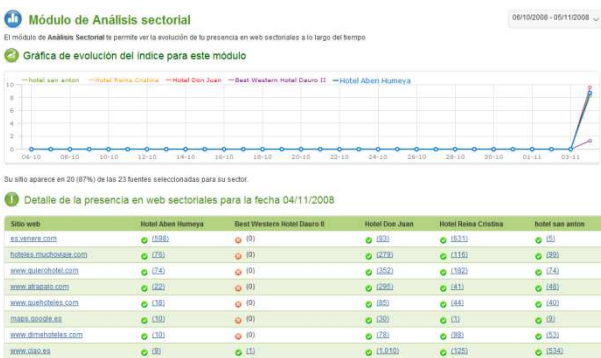 Módulo de Análisis sectorial
06/10/2008 - 05/11/2008
El módulo de Análisis Sectorial te permite ver la evolución de tu presencia en web sectoriales a lo largo del tiempo
Gráfica de evolución del índice para este módulo
hotel san anton Hotel Reina Cristina Hotel Don Juan Best Western Hotel Dauro II Hotel Aben Humeya
10
8
6
4
2
0
06-10 08-10 10-10 12-10 14-10 16-10 18-10 20-10 22-10 24-10 26-10 28-10 30-10 01-11 03-11
Su sitio aparece en 20 (87%) de las 23 fuentes seleccionadas para su sector.
Detalle de la presencia en web sectoriales para la fecha 04/11/2008
Sitio web Hotel Aben Humeya Best Western Hotel Dauro II Hotel Don Juan Hotel Reina Cristina hotel san anton
es.venere.com (598) (0) (93) (631) (5)
hoteles.muchoviaje.com (76) (0) (279) (116) (99)
www.quierohotel.com (74) (0) (352) (182) (74)
www.atrapalo.com (22) (0) (295) (41) (48)
www.quehoteles.com (18) (0) (85) (44) (40)
maps.google.es (10) (0) (30) (1) (9)
www.dimehoteles.com (10) (0) (78) (98) (53)
www.ciao.es (9) (1) (1,010) (125) (534)